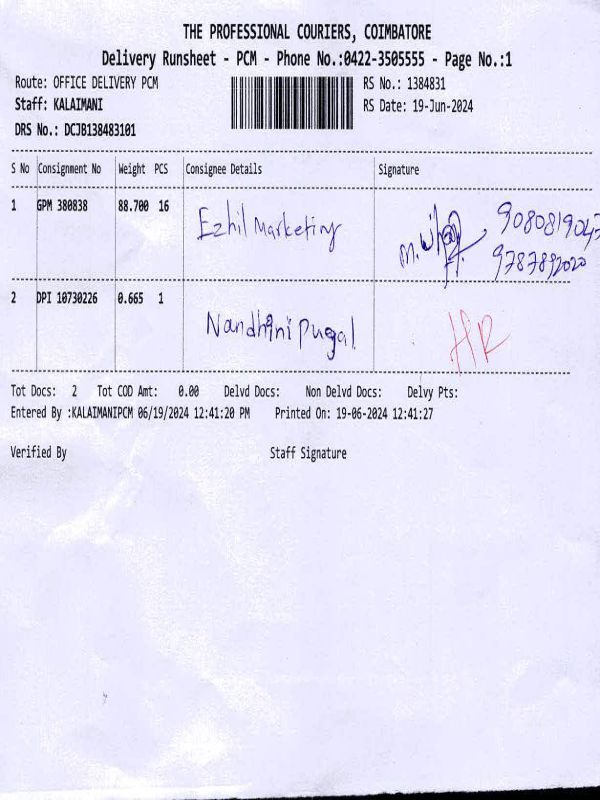 THE PROFESSIONAL COURIERS, COIMBATORE
Delivery Runsheet - PCM - Phone No.:0422-3505555 - Page No.:1
Route: OFFICE DELIVERY PCM RS No.: 1384831
Staff: KALAIMANI RS Date: 19-Jun-2024
DRS No.: DCJB138483101
S No Consignment No Weight PCS Consignee Details Signature
1 GPM 380838 88.700 16 Ezhil Marketing
9787892020
2 DPI 10730226 0.665 1 Nandhini Pugal HR
Tot Docs: 2 Tot COD Amt: 0.00 Delvd Docs: Non Delvd Docs: Delvy Pts:
Entered By :KALAIMANIPCM 06/19/2024 12:41:20 PM Printed On: 19-06-2024 12:41:27
Verified By Staff Signature